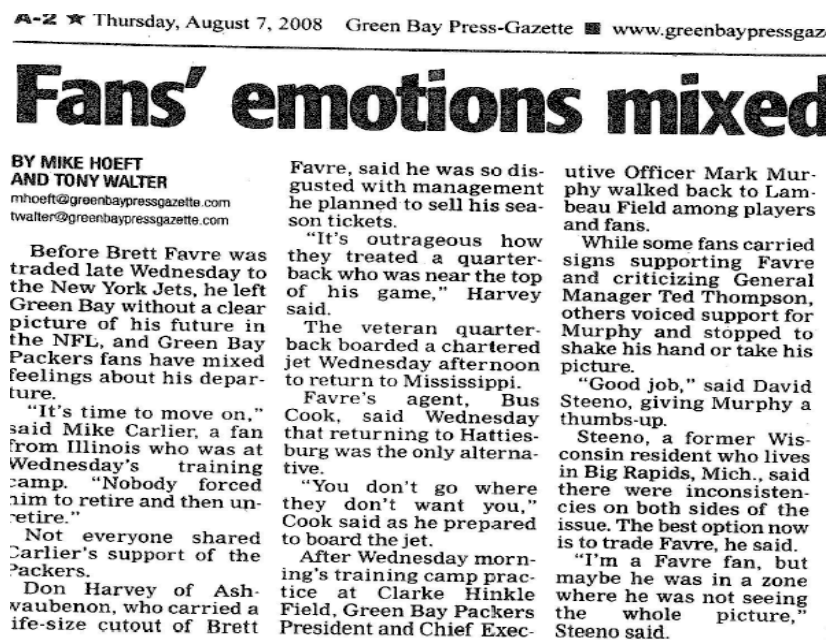 A-2 ★ Thursday, August 7, 2008 Green Bay Press-Gazette ■ www.greenbaypressgaz
Fans' emotions mixed
BY MIKE HOEFT
AND TONY WALTER
mhoeft@greenbaypressgazette.com
twalter@greenbaypressgazette.com
Before Brett Favre was
traded late Wednesday to
the New York Jets, he left
Green Bay without a clear
picture of his future in
the NFL, and Green Bay
Packers fans have mixed
feelings about his depar-
ture.
"It's time to move on,"
said Mike Carlier, a fan
from Illinois who was at
Wednesday's training
camp. "Nobody forced
him to retire and then un-
retire."
Not everyone shared
Carlier's support of the
Packers.
Don Harvey of Ash-
waubenon, who carried a
life-size cutout of Brett
Favre, said he was so dis-
gusted with management
he planned to sell his sea-
son tickets.
"It's outrageous how
they treated a quarter-
back who was near the top
of his game," Harvey
said.
The veteran quarter-
back boarded a chartered
jet Wednesday afternoon
to return to Mississippi.
Favre's agent, Bus
Cook, said Wednesday
that returning to Hatties-
burg was the only alterna-
tive.
"You don't go where
they don't want you,"
Cook said as he prepared
to board the jet.
After Wednesday morn-
ing's training camp prac-
tice at Clarke Hinkle
Field, Green Bay Packers
President and Chief Exec-
utive Officer Mark Mur-
phy walked back to Lam-
beau Field among players
and fans.
While some fans carried
signs supporting Favre
and criticizing General
Manager Ted Thompson,
others voiced support for
Murphy and stopped to
shake his hand or take his
picture.
"Good job," said David
Steeno, giving Murphy a
thumbs-up.
Steeno, a former Wis-
consin resident who lives
in Big Rapids, Mich., said
there were inconsisten-
cies on both sides of the
issue. The best option now
is to trade Favre, he said.
"I'm a Favre fan, but
maybe he was in a zone
where he was not seeing
the whole picture,"
Steeno said.